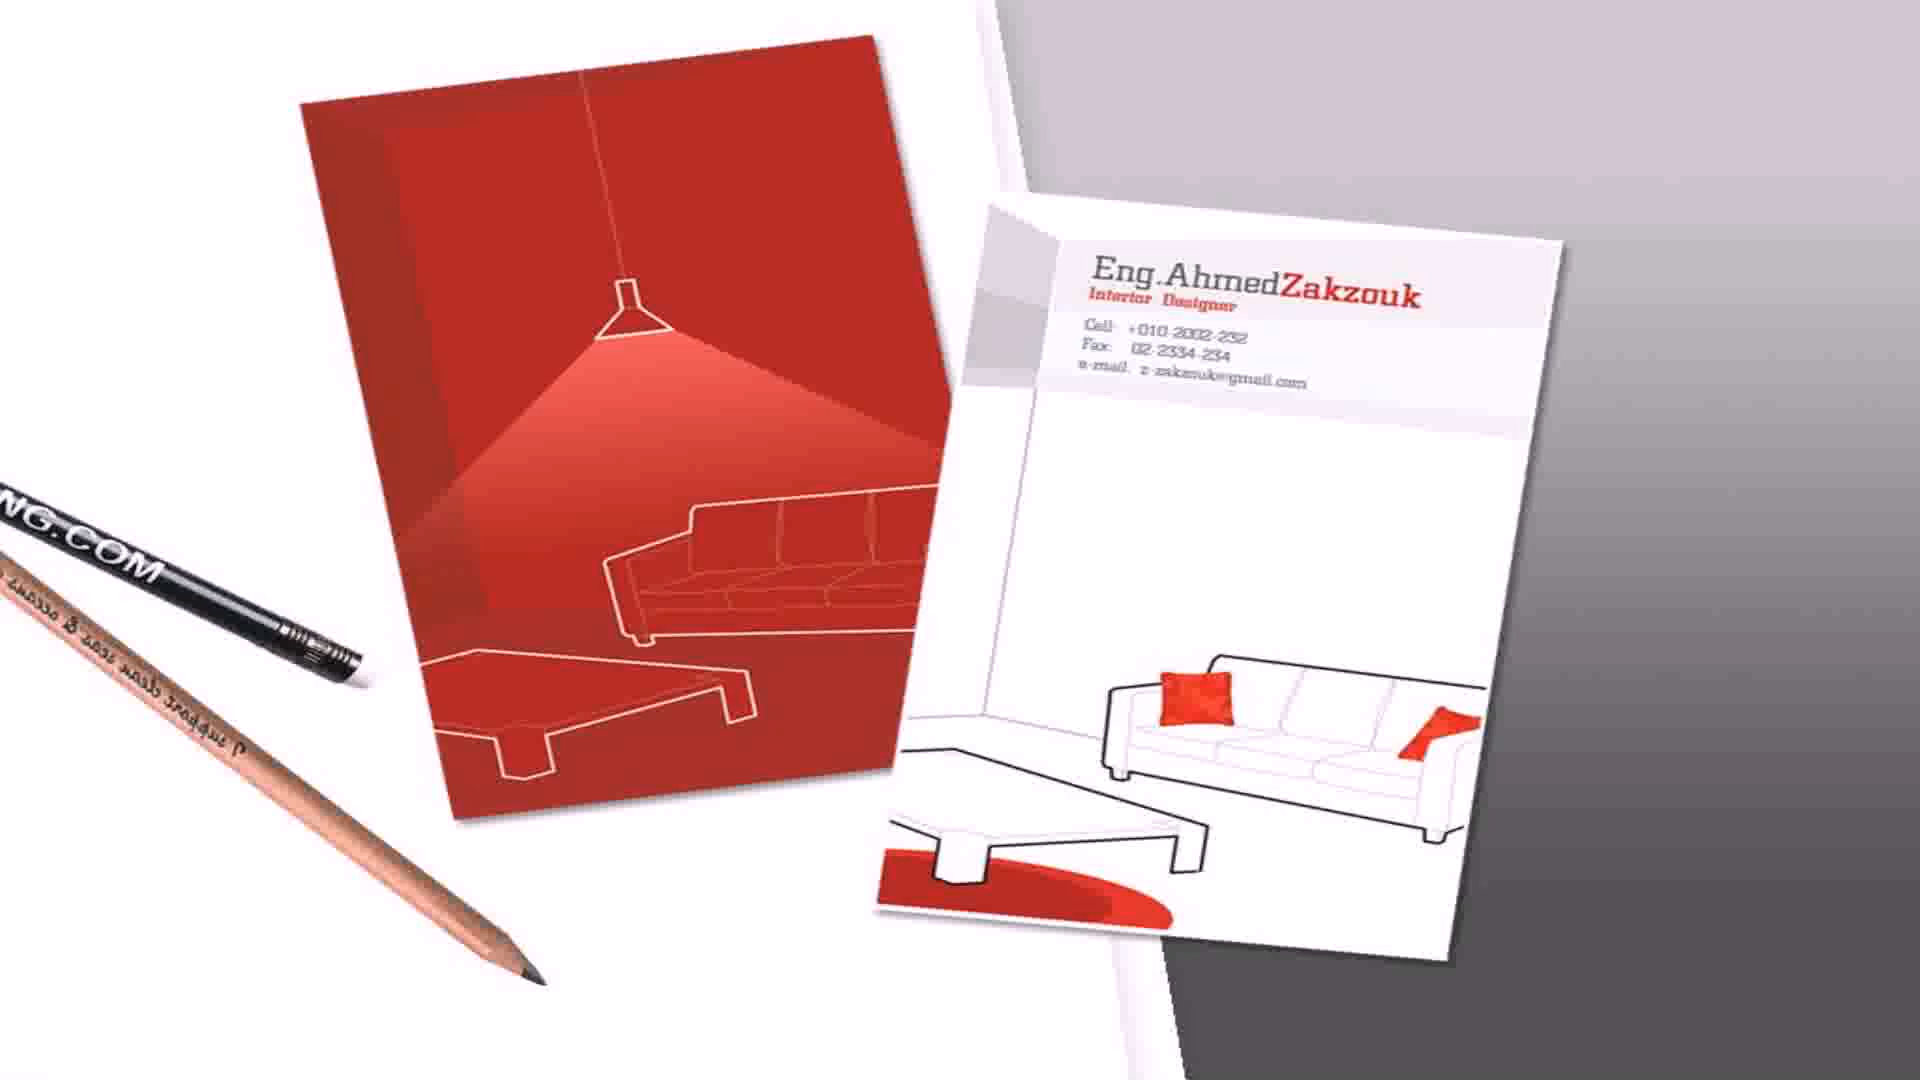 Eng.AhmedZakzouk
Interior Designer
Cell: +010-2002-232
Fax: 02-2334-234
e-mail: z-zakzouk@gmail.com
NG.COM